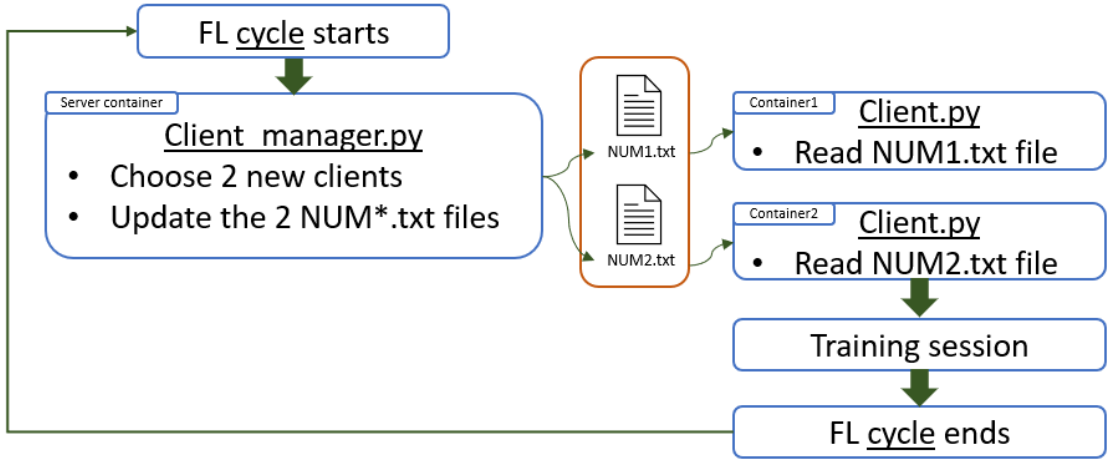 FL cycle starts
Server container
Client_manager.py
• Choose 2 new clients
• Update the 2 NUM*.txt files
NUM1.txt
NUM2.txt
Container1
Client.py
• Read NUM1.txt file
Container2
Client.py
• Read NUM2.txt file
Training session
FL cycle ends